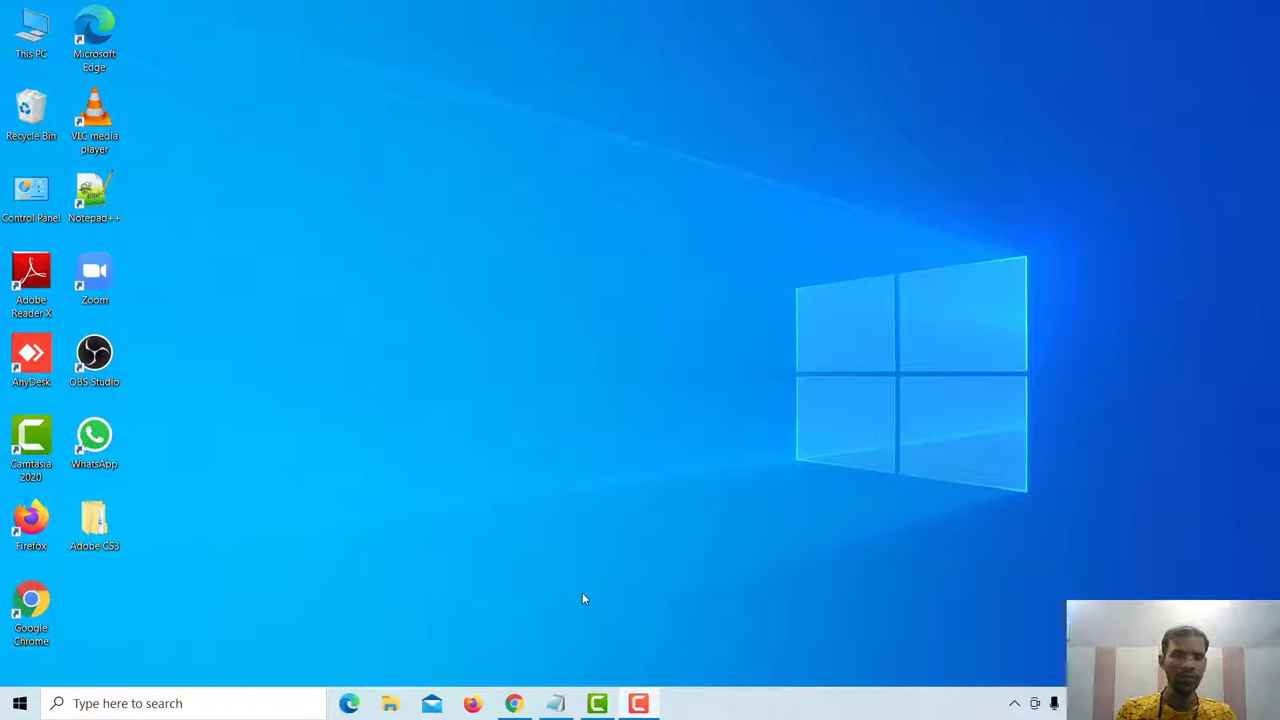 This PC
Microsoft
Edge
Recycle Bin
VLC media
player
Control Panel
Notepad++
Adobe
Reader X
Zoom
AnyDesk
OBS Studio
Camtasia
2020
WhatsApp
Firefox
Adobe CS3
Google
Chrome
Type here to search